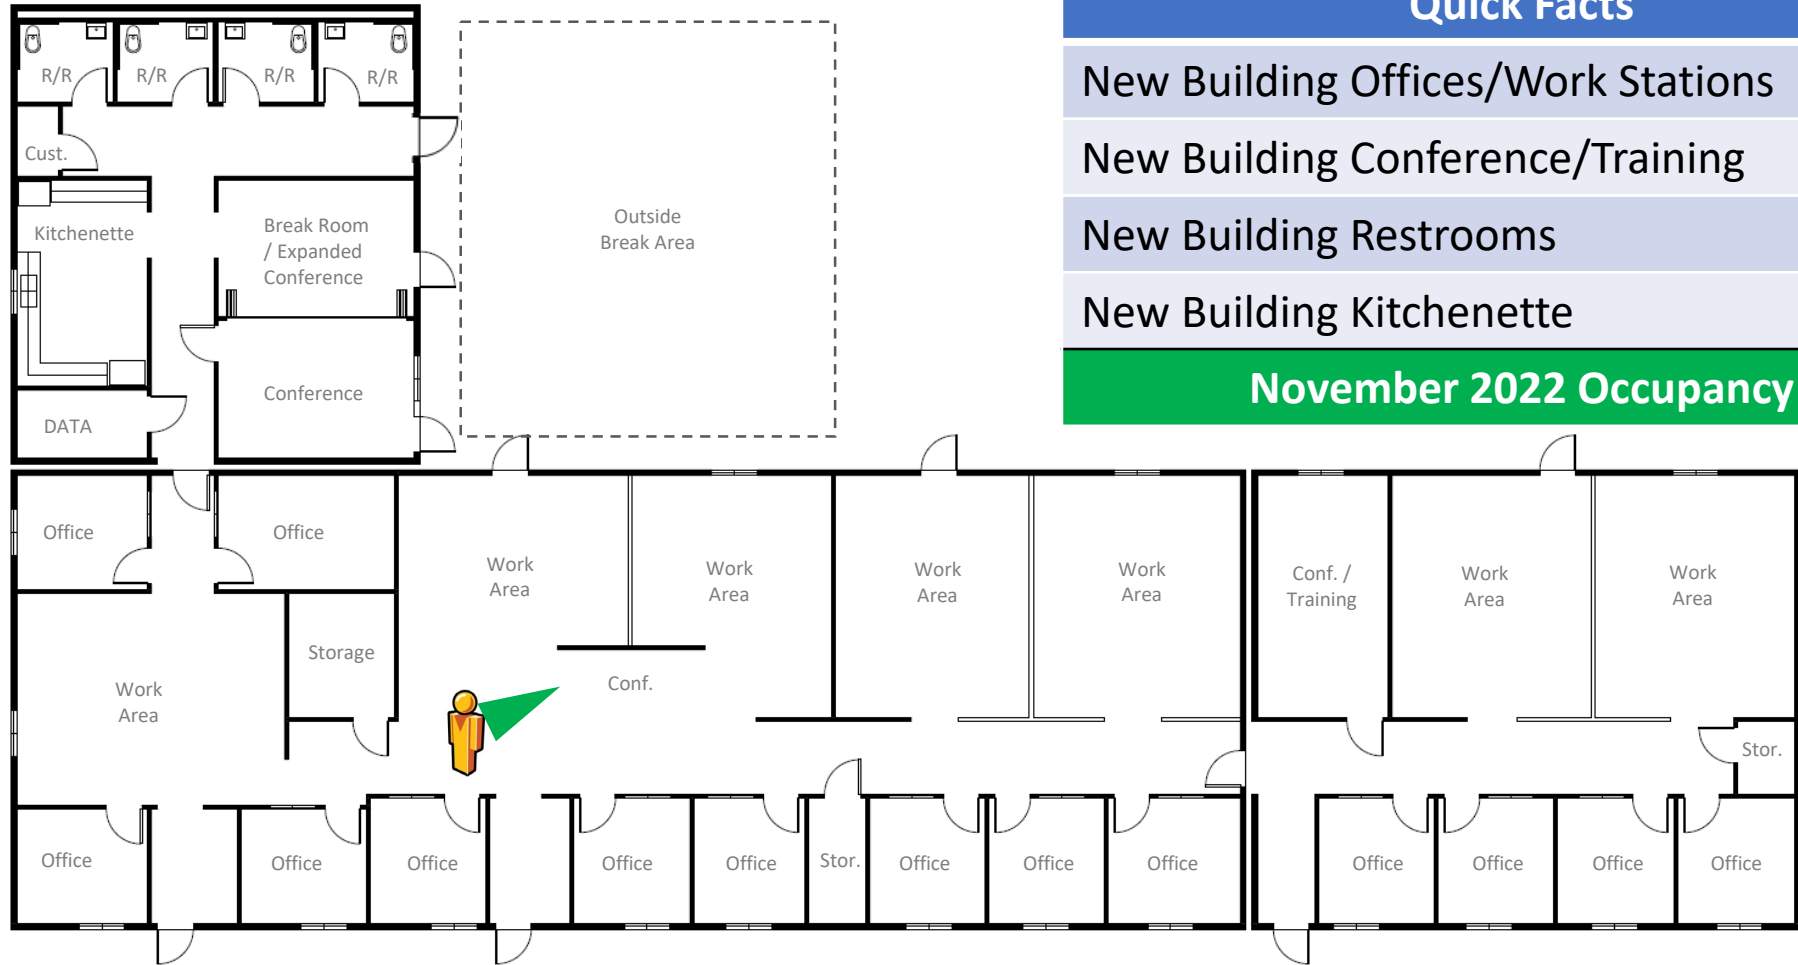 Quick Facts
New Building Offices/Work Stations
New Building Conference/Training
New Building Restrooms
New Building Kitchenette
November 2022 Occupancy
R/R
R/R
R/R
R/R
Cust.
Kitchenette
Break Room
/ Expanded
Conference
Outside
Break Area
Conference
DATA
Office
Office
Work
Area
Work
Area
Work
Area
Work
Area
Conf. /
Training
Work
Area
Work
Area
Storage
Conf.
Work
Area
Stor.
Office
Office
Office
Office
Office
Stor.
Office
Office
Office
Office
Office
Office
Office